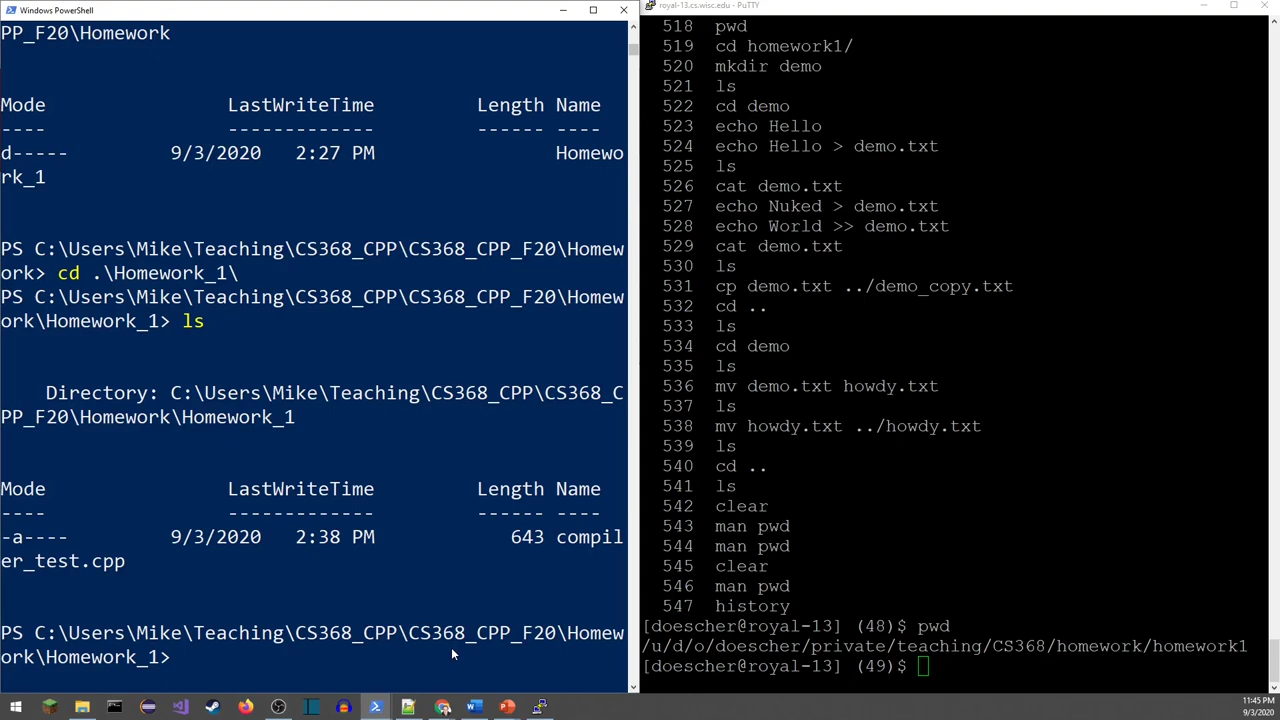 Windows PowerShell
PP_F20\Homework
Mode LastWriteTime Length Name
---- ------------- ------ ----
d----- 9/3/2020 2:27 PM Homewo
rk_1
PS C:\Users\Mike\Teaching\CS368_CPP\CS368_CPP_F20\Homew
ork> cd .\Homework_1\
PS C:\Users\Mike\Teaching\CS368_CPP\CS368_CPP_F20\Homew
ork\Homework_1> ls
Directory: C:\Users\Mike\Teaching\CS368_CPP\CS368_C
PP_F20\Homework\Homework_1
Mode LastWriteTime Length Name
---- ------------- ------ ----
-a---- 9/3/2020 2:38 PM 643 compil
er_test.cpp
PS C:\Users\Mike\Teaching\CS368_CPP\CS368_CPP_F20\Homew
ork\Homework_1>
royal-13.cs.wisc.edu - PuTTY
518 pwd
519 cd homework1/
520 mkdir demo
521 ls
522 cd demo
523 echo Hello
524 echo Hello > demo.txt
525 ls
526 cat demo.txt
527 echo Nuked > demo.txt
528 echo World >> demo.txt
529 cat demo.txt
530 ls
531 cp demo.txt ../demo_copy.txt
532 cd ..
533 ls
534 cd demo
535 ls
536 mv demo.txt howdy.txt
537 ls
538 mv howdy.txt ../howdy.txt
539 ls
540 cd ..
541 ls
542 clear
543 man pwd
544 man pwd
545 clear
546 man pwd
547 history
[doescher@royal-13] (48)$ pwd
/u/d/o/doescher/private/teaching/CS368/homework/homework1
[doescher@royal-13] (49)$
11:45 PM
9/3/2020